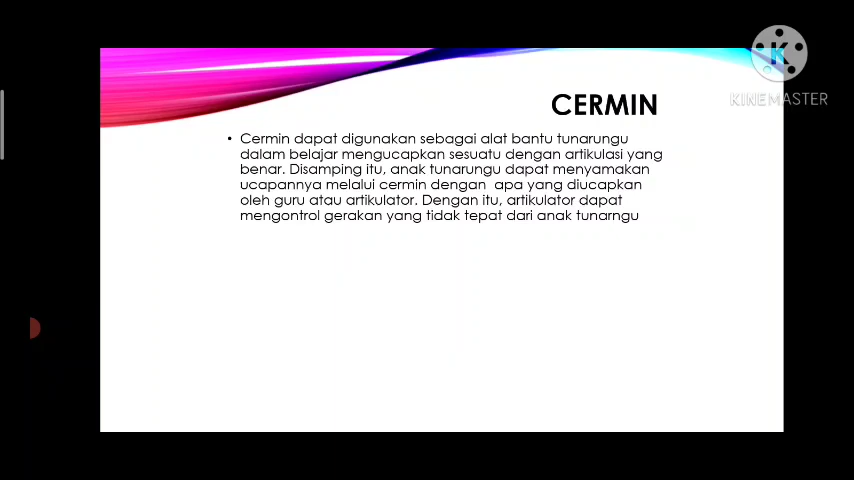 K
KINEMASTER
CERMIN
• Cermin dapat digunakan sebagai alat bantu tunarungu
dalam belajar mengucapkan sesuatu dengan artikulasi yang
benar. Disamping itu, anak tunarungu dapat menyamakan
ucapannya melalui cermin dengan  apa yang diucapkan
oleh guru atau artikulator. Dengan itu, artikulator dapat
mengontrol gerakan yang tidak tepat dari anak tunarngu